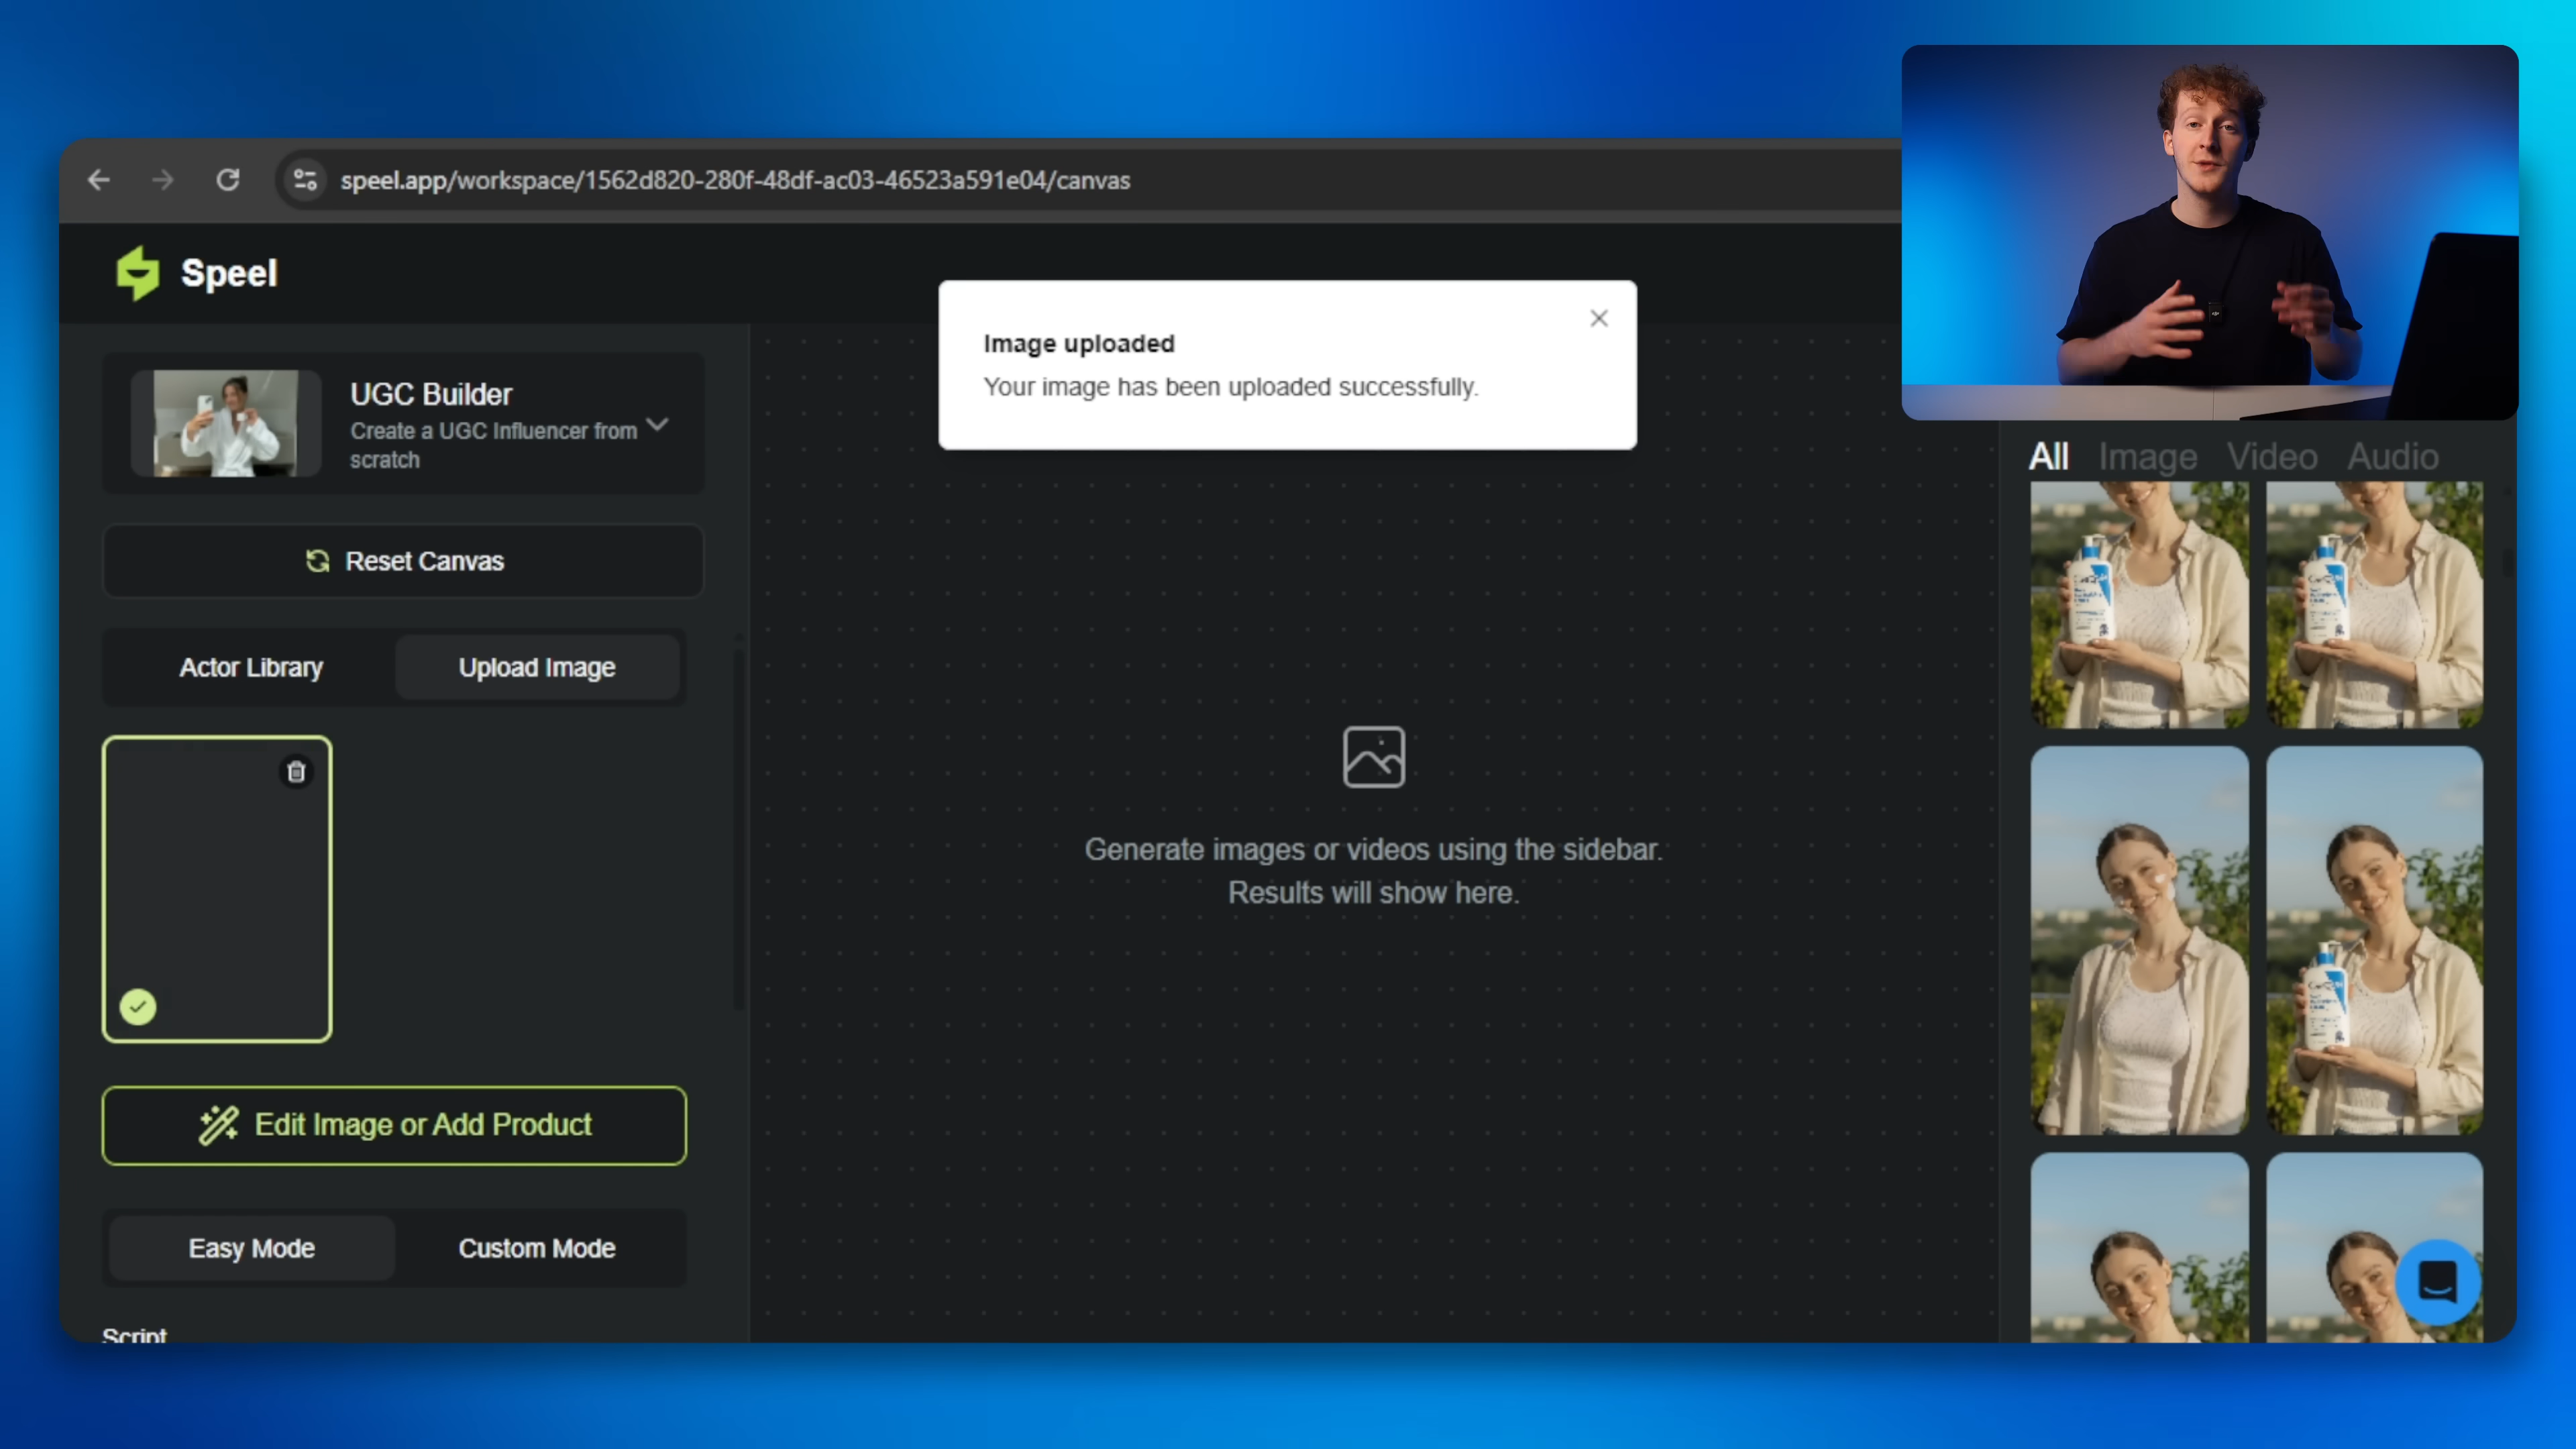 speel.app/workspace/1562d820-280f-48df-ac03-46523a591e04/canvas
Speel
Image uploaded
Your image has been uploaded successfully.
UGC Builder
Create a UGC Influencer from
scratch
Reset Canvas
Actor Library
Upload Image
Edit Image or Add Product
Easy Mode
Custom Mode
Script
Generate images or videos using the sidebar.
Results will show here.
All
Image
Video
Audio